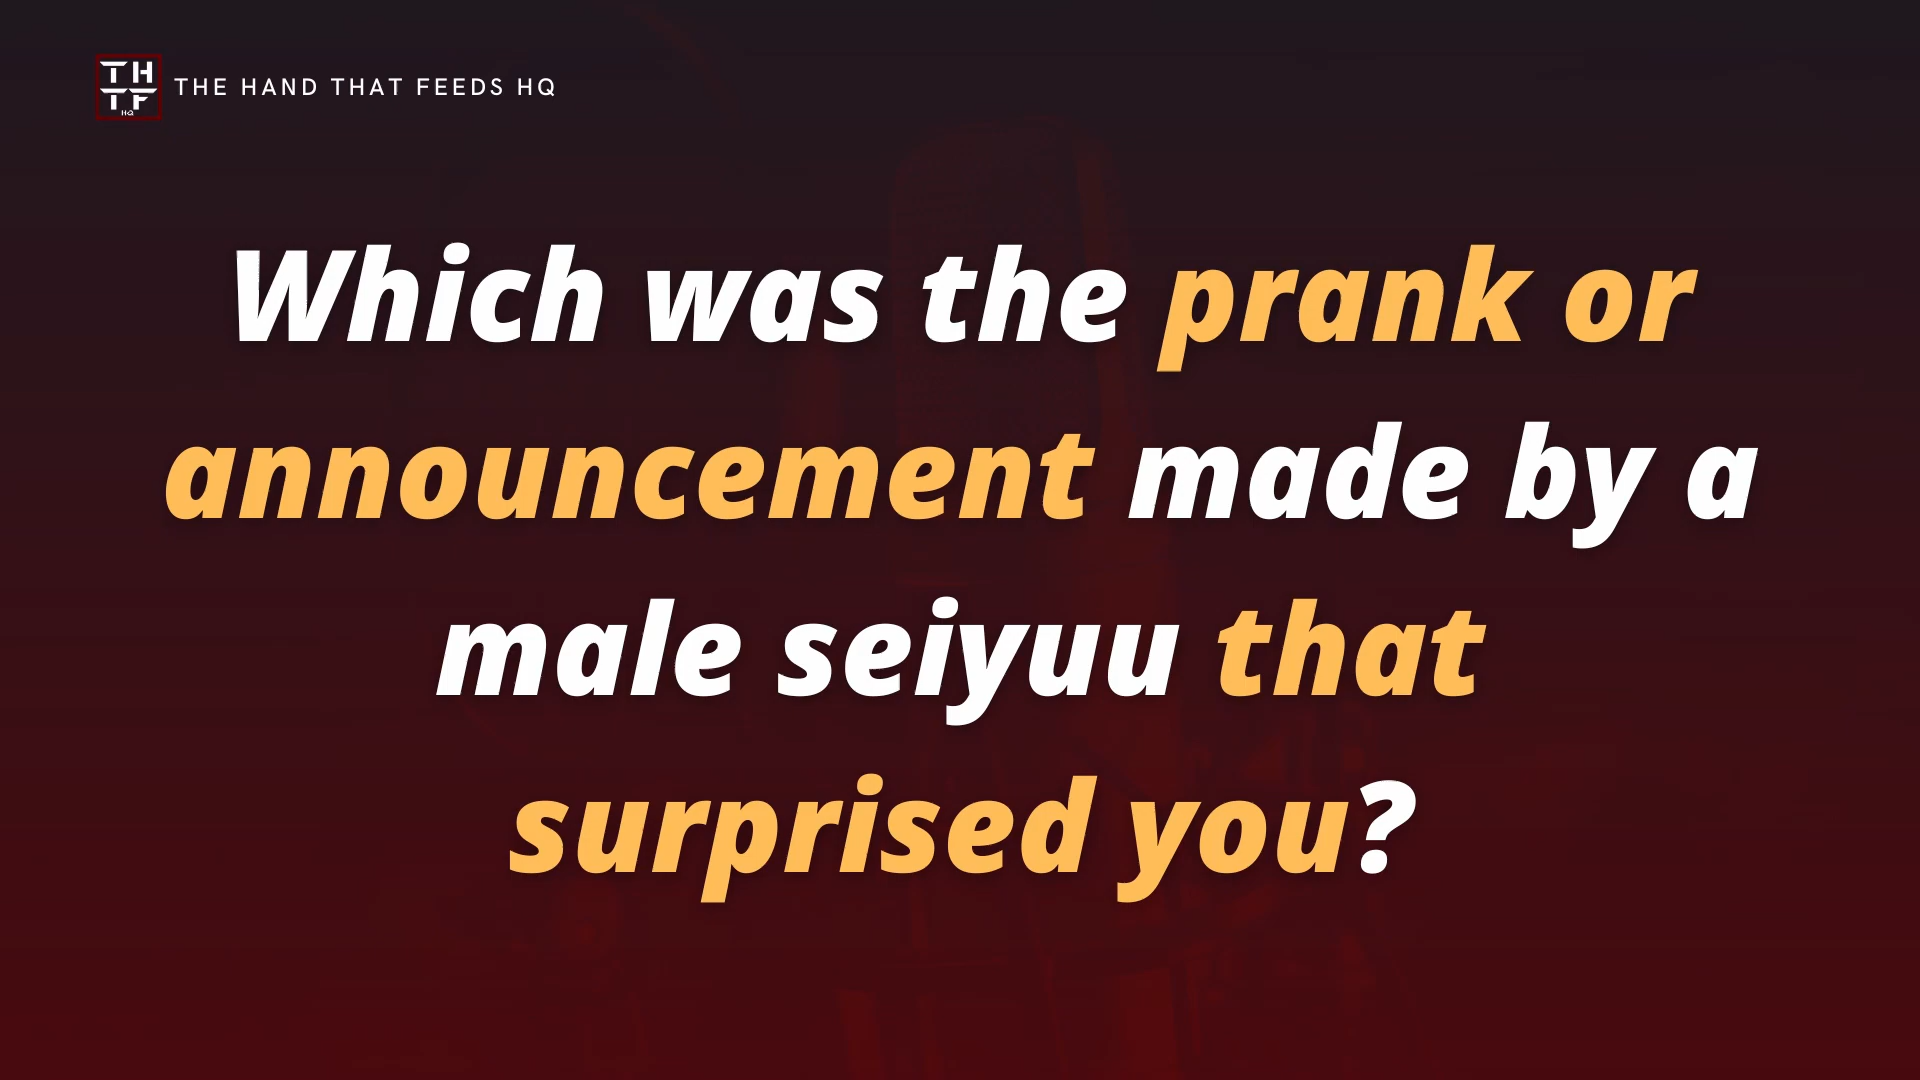 TH
TF
HQ
THE HAND THAT FEEDS HQ
Which was the prank or
announcement made by a
male seiyuu that
surprised you?